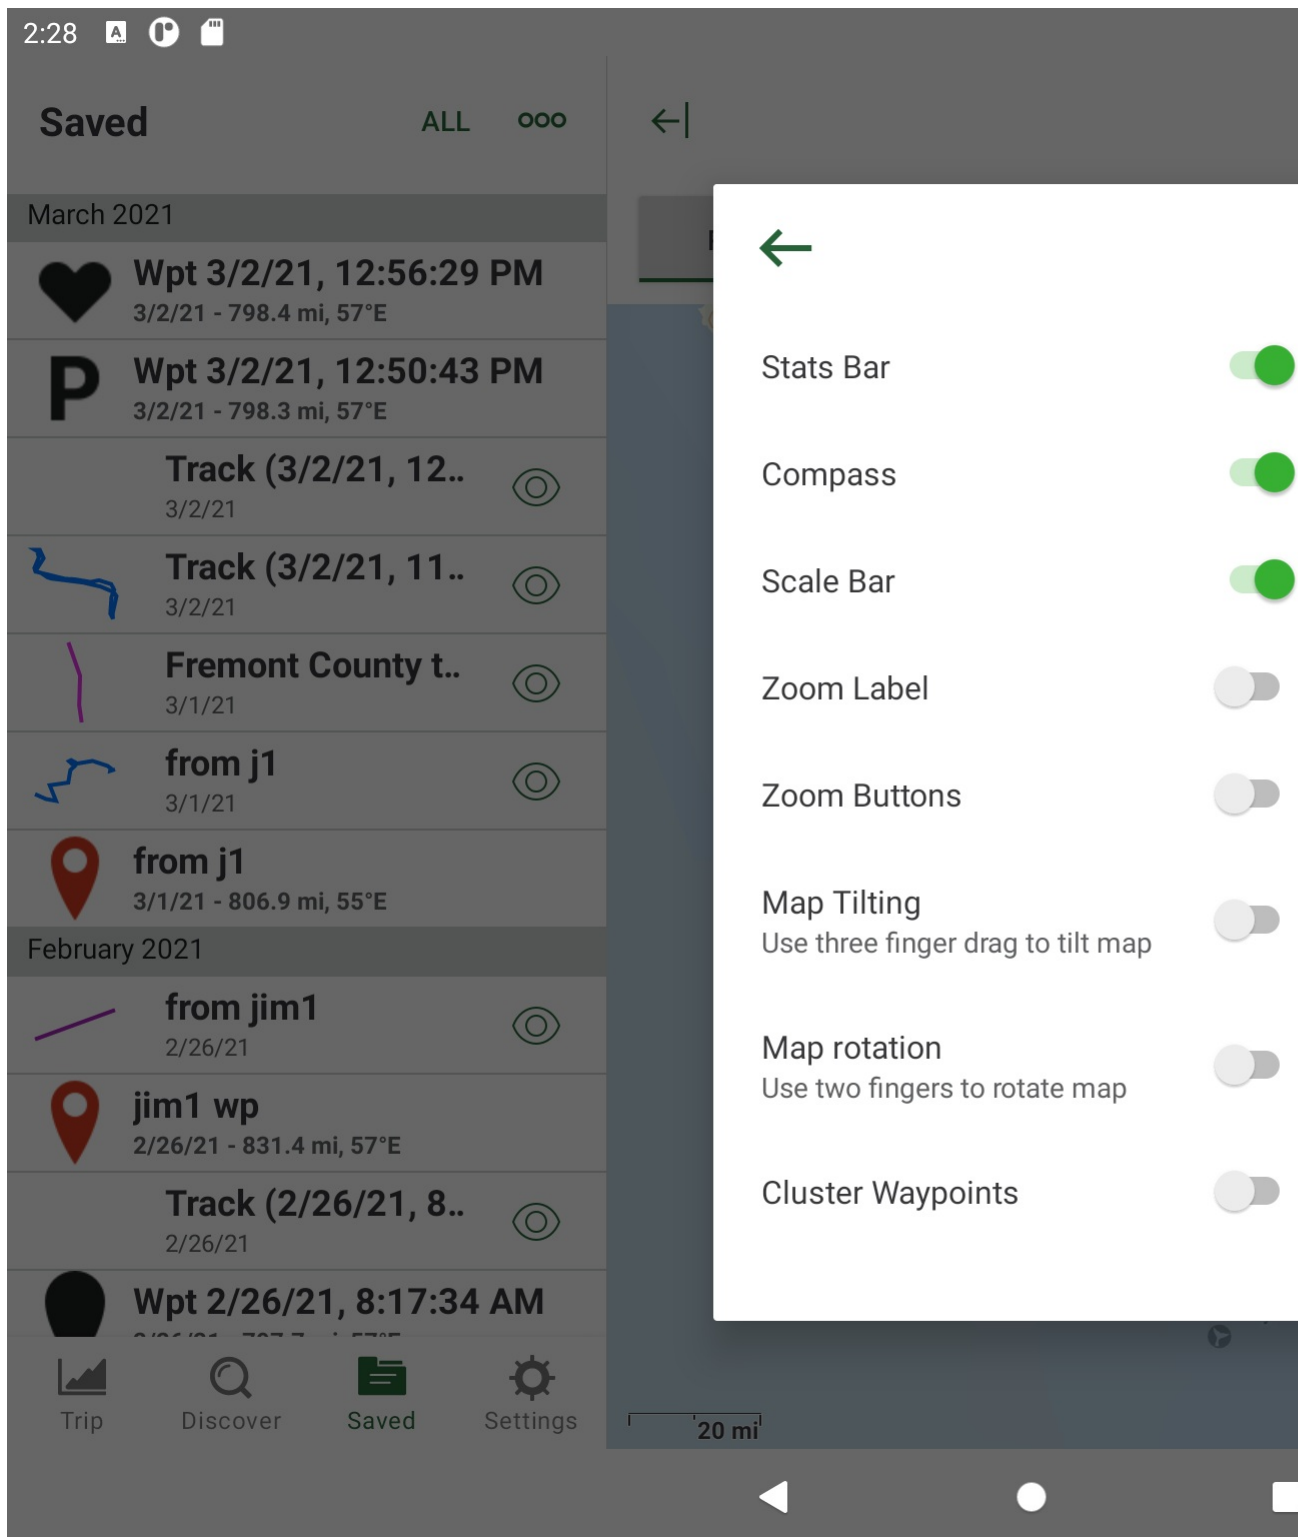 2:28
Saved ALL
March 2021
Wpt 3/2/21, 12:56:29 PM
3/2/21 - 798.4 mi, 57°E
Wpt 3/2/21, 12:50:43 PM
3/2/21 - 798.3 mi, 57°E
Track (3/2/21, 12..
3/2/21
Track (3/2/21, 11..
3/2/21
Fremont County t..
3/1/21
from j1
3/1/21
from j1
3/1/21 - 806.9 mi, 55°E
February 2021
from jim1
2/26/21
jim1 wp
2/26/21 - 831.4 mi, 57°E
Track (2/26/21, 8..
2/26/21
Wpt 2/26/21, 8:17:34 AM
Trip
Discover
Saved
Settings
Stats Bar
Compass
Scale Bar
Zoom Label
Zoom Buttons
Map Tilting
Use three finger drag to tilt map
Map rotation
Use two fingers to rotate map
Cluster Waypoints
20 mi